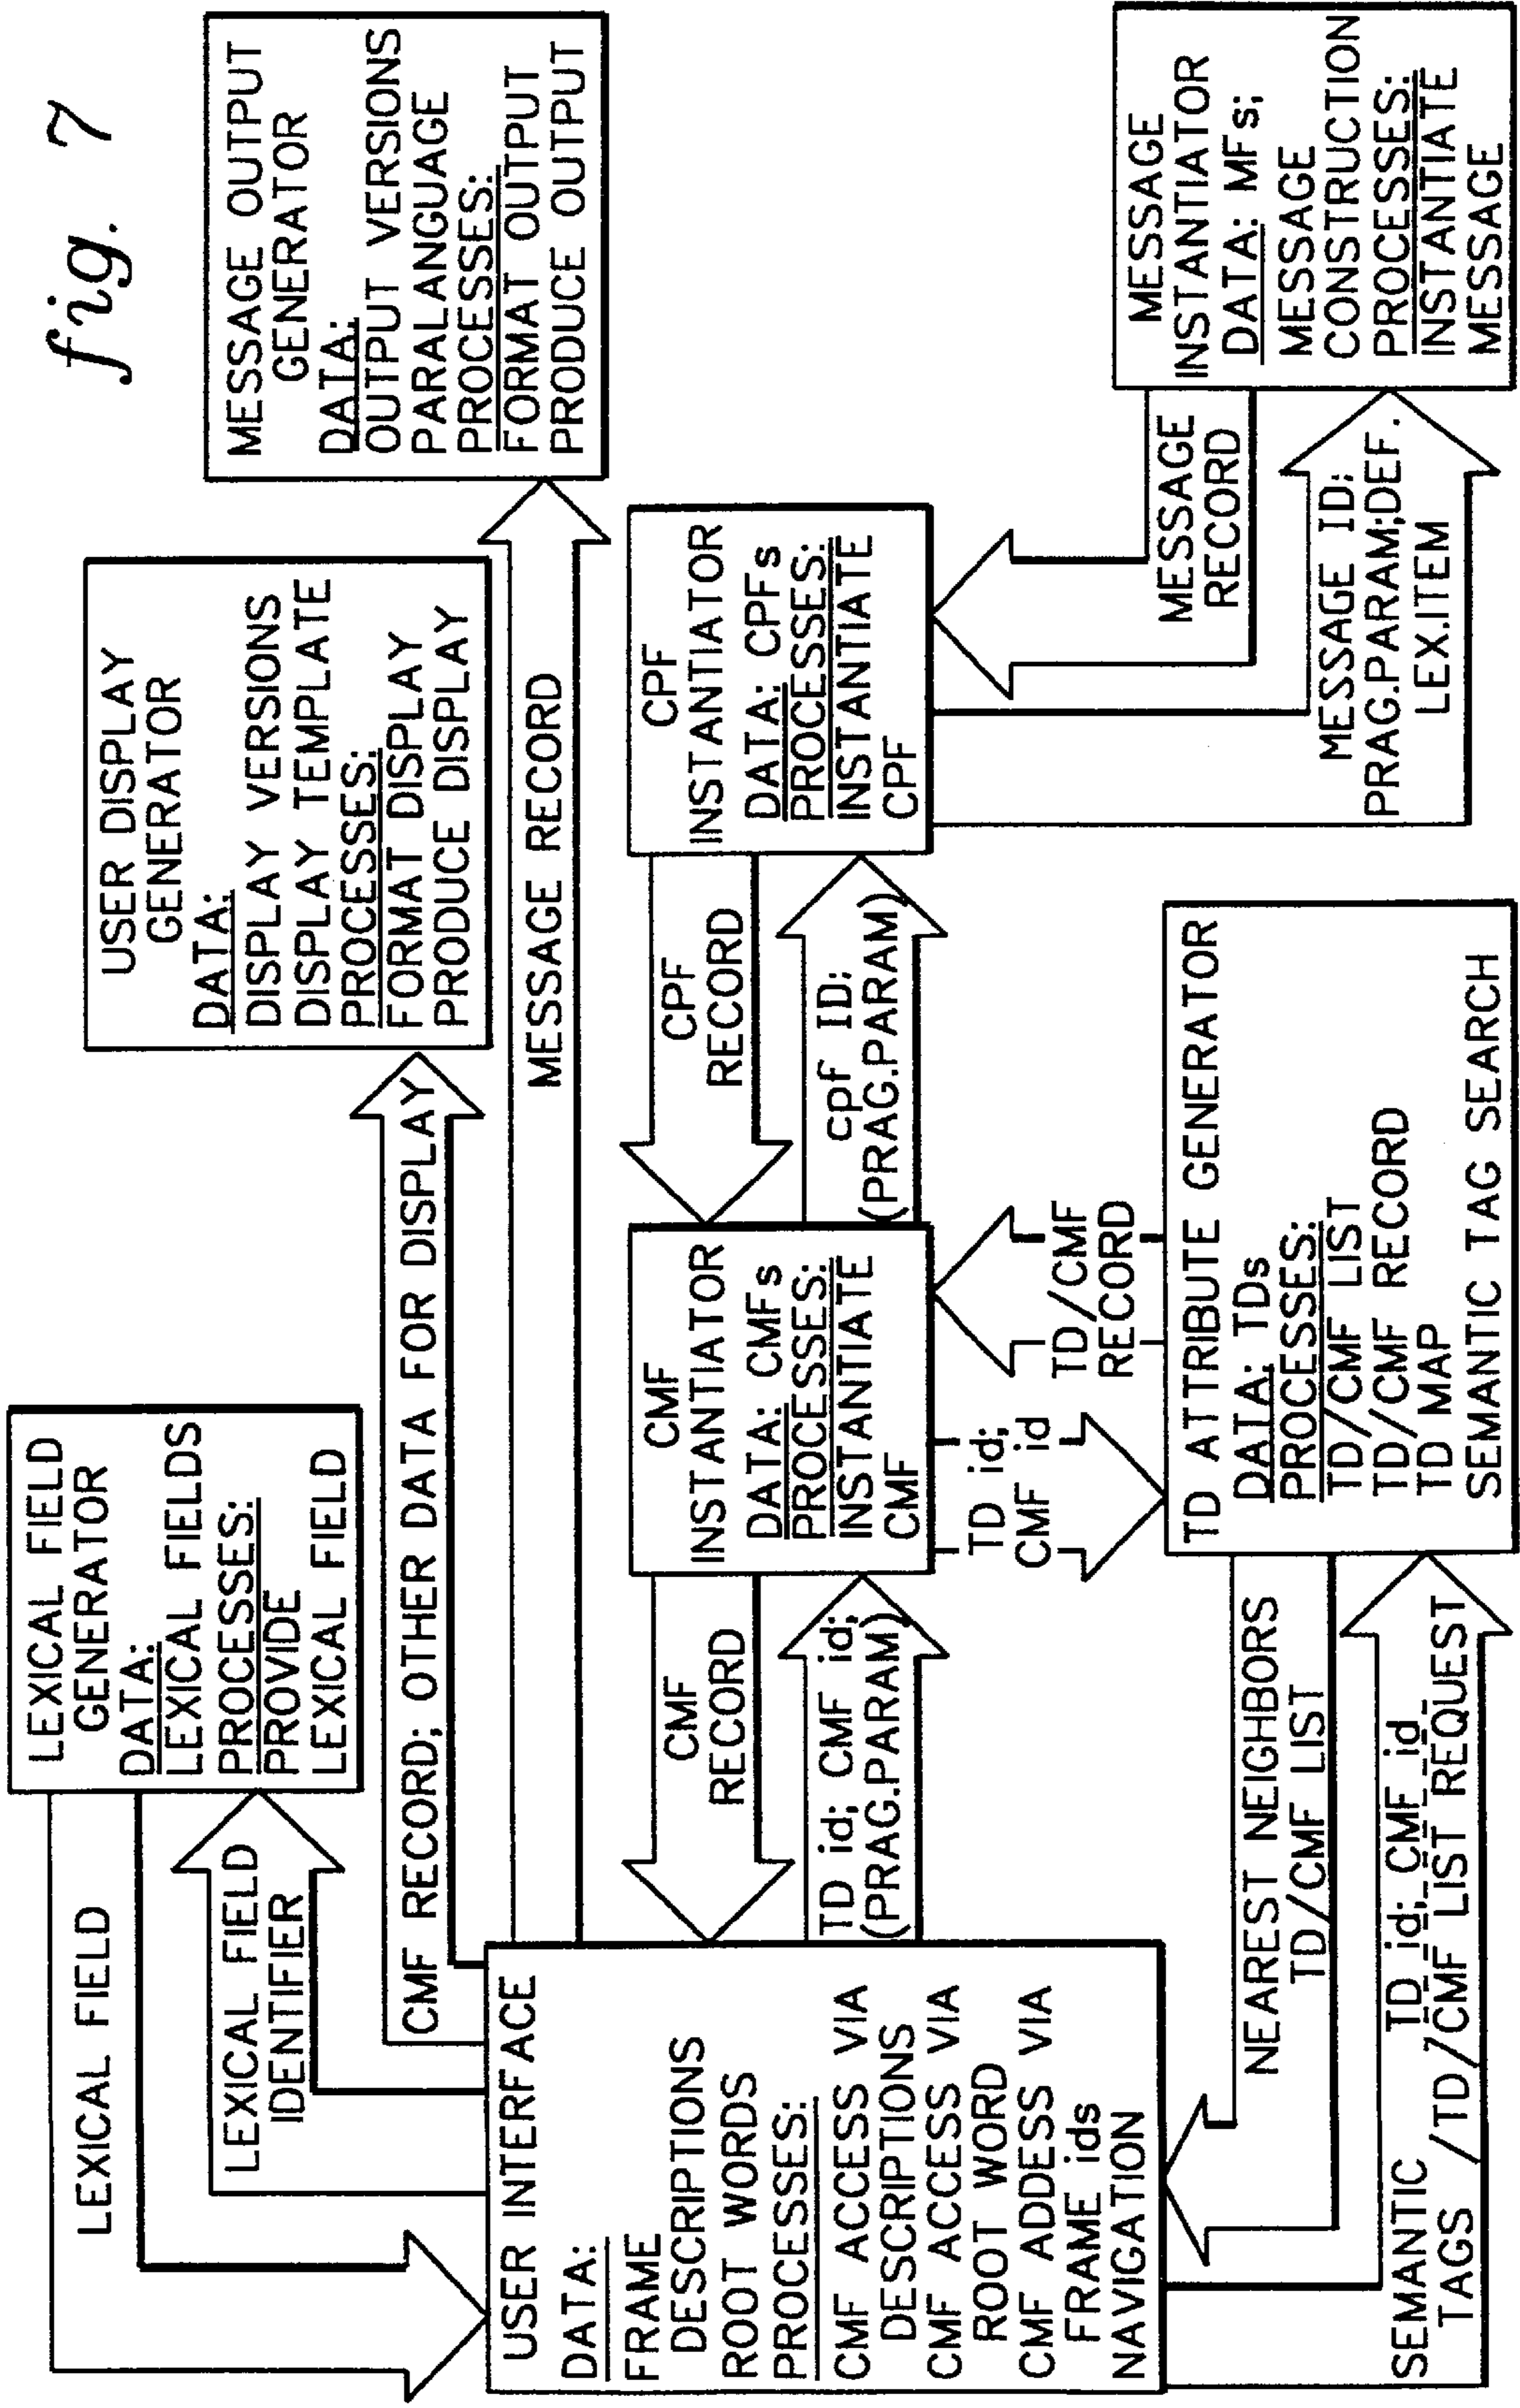 fig. 7
LEXICAL FIELD
GENERATOR
DATA:
LEXICAL FIELDS
PROCESSES:
PROVIDE
LEXICAL FIELD
LEXICAL FIELD
LEXICAL FIELD
IDENTIFIER
USER DISPLAY
GENERATOR
DATA:
DISPLAY VERSIONS
DISPLAY TEMPLATE
PROCESSES:
FORMAT DISPLAY
PRODUCE DISPLAY
CMF RECORD; OTHER DATA FOR DISPLAY
MESSAGE OUTPUT
GENERATOR
DATA:
OUTPUT VERSIONS
PARALANGUAGE
PROCESSES:
FORMAT OUTPUT
PRODUCE OUTPUT
MESSAGE RECORD
USER INTERFACE
DATA:
FRAME
DESCRIPTIONS
ROOT WORDS
PROCESSES:
CMF ACCESS VIA
DESCRIPTIONS
CMF ACCESS VIA
ROOT WORD
CMF ADDESS VIA
FRAME ids
NAVIGATION
CMF
RECORD
TD id; CMF id;
(PRAG.PARAM)
CMF
INSTANTIATOR
DATA: CMFs
PROCESSES:
INSTANTIATE
CMF
CPF
RECORD
cpf ID;
(PRAG.PARAM)
CPF
INSTANTIATOR
DATA: CPFs
PROCESSES:
INSTANTIATE
CPF
TD id;
CMF id
TD/CMF
RECORD
MESSAGE
RECORD
MESSAGE ID;
PRAG.PARAM;DEF.
LEX.ITEM
MESSAGE
INSTANTIATOR
DATA: MFs;
MESSAGE
CONSTRUCTION
PROCESSES:
INSTANTIATE
MESSAGE
NEAREST NEIGHBORS
TD/CMF LIST
SEMANTIC TD id; CMF id
TAGS /TD/CMF LIST REQUEST
TD ATTRIBUTE GENERATOR
DATA: TDs
PROCESSES:
TD/CMF LIST
TD/CMF RECORD
TD MAP
SEMANTIC TAG SEARCH